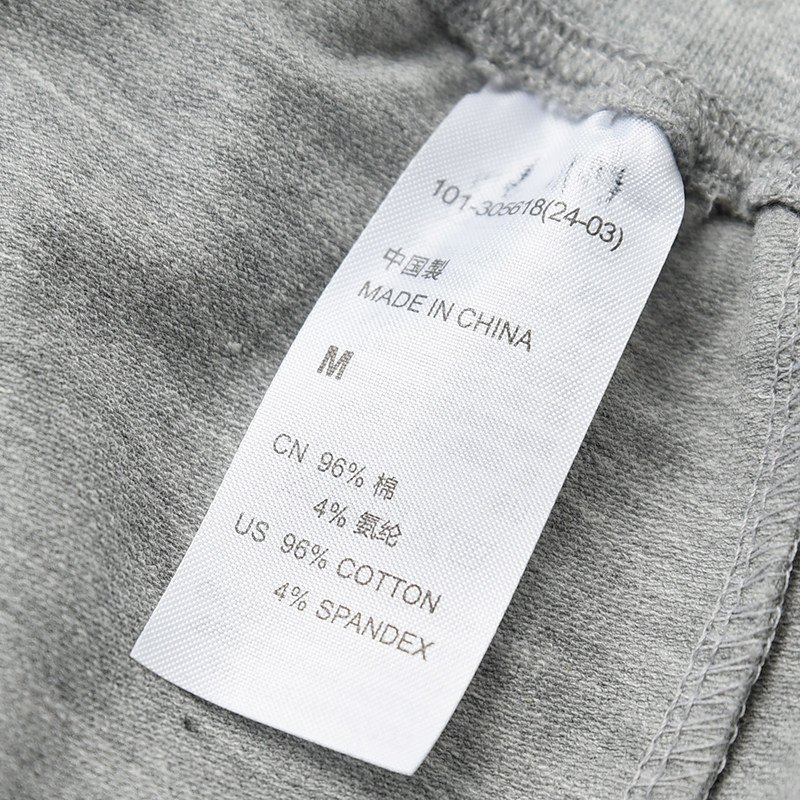 101-305618(24-03)
中国製
MADE IN CHINA
M
CN 96% 棉
4% 氨纶
US 96% COTTON
4% SPANDEX